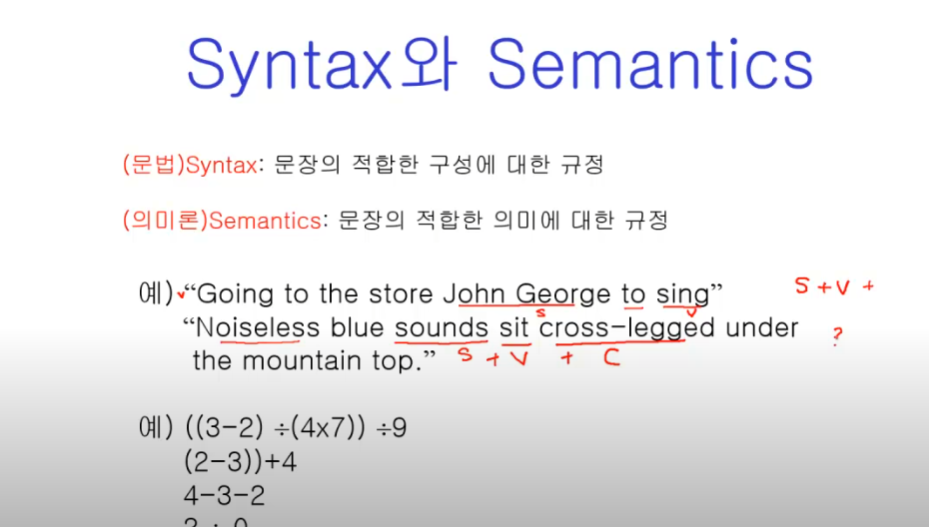 Syntax와 Semantics
(문법)Syntax: 문장의 적합한 구성에 대한 규정
(의미론)Semantics: 문장의 적합한 의미에 대한 규정
예) “Going to the store John George to sing” S + V +
S V
“Noiseless blue sounds sit cross-legged under ?
the mountain top.” S + V + C
예) ((3-2) ÷(4x7)) ÷9
(2-3))+4
4-3-2